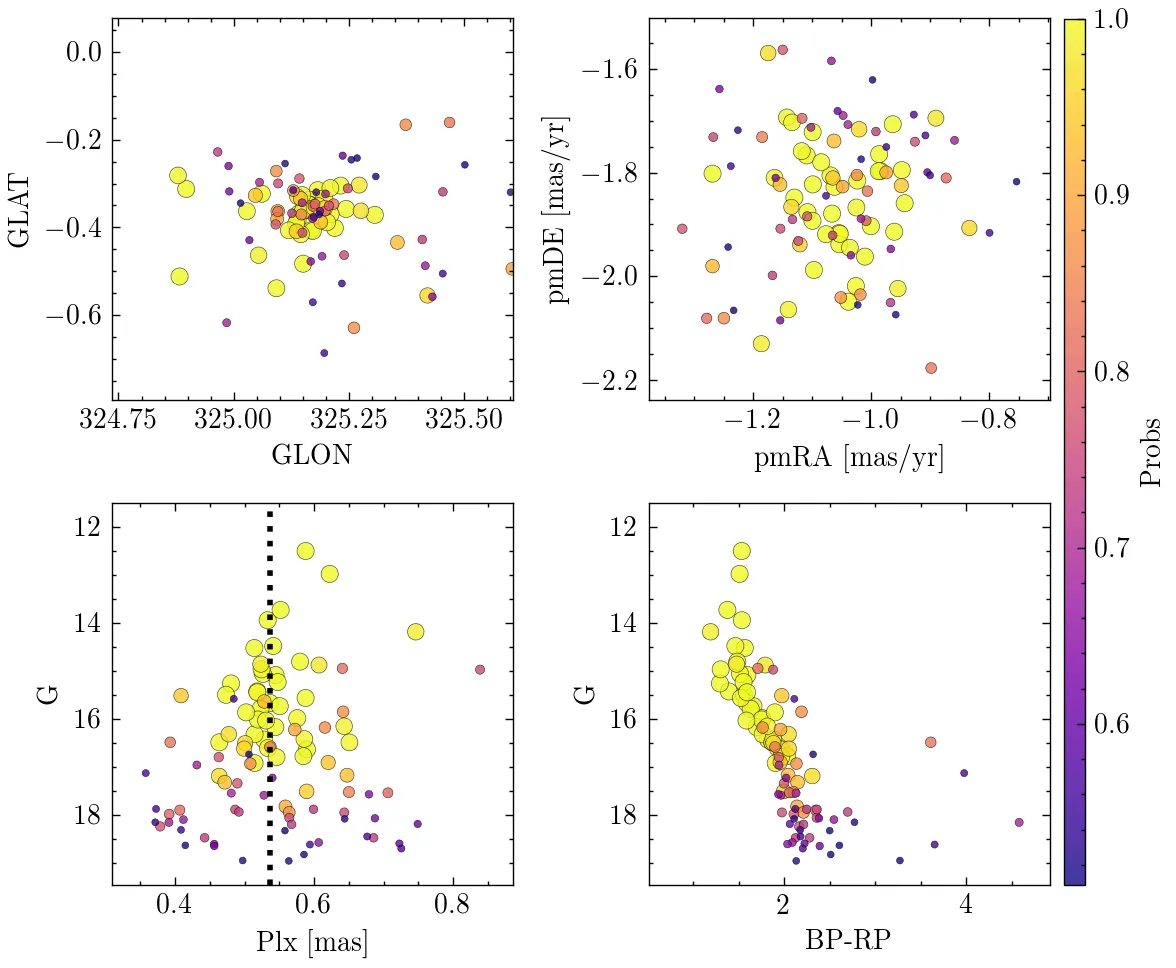 0.0
−0.2
−0.4
−0.6
GLAT
324.75 325.00 325.25 325.50
GLON
−1.6
−1.8
−2.0
−2.2
pmDE [mas/yr]
−1.2 −1.0 −0.8
pmRA [mas/yr]
12
14
16
18
G
0.4 0.6 0.8
Plx [mas]
12
14
16
18
G
2 4
BP-RP
1.0
0.9
0.8
0.7
0.6
Probs